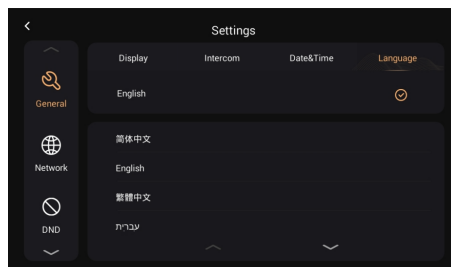 Settings
Display Intercom Date&Time Language
General
English
Network
简体中文
English
繁體中文
DND
עברית